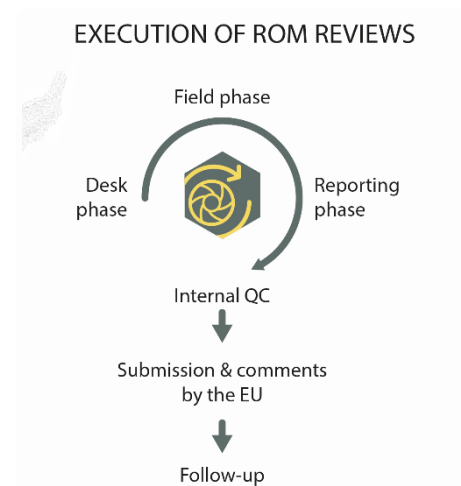 EXECUTION OF ROM REVIEWS
Field phase
Desk
phase
Reporting
phase
Internal QC
Submission & comments
by the EU
Follow-up